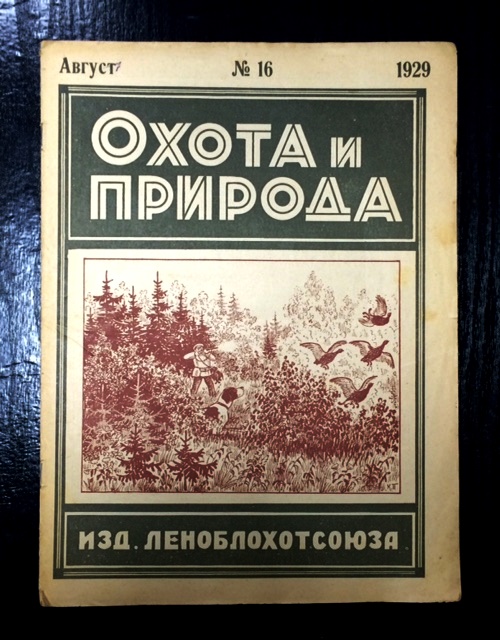 Август № 16 1929
ОХОТА И
ПРИРОДА
ИЗД. ЛЕНОБЛОХОТСОЮЗА